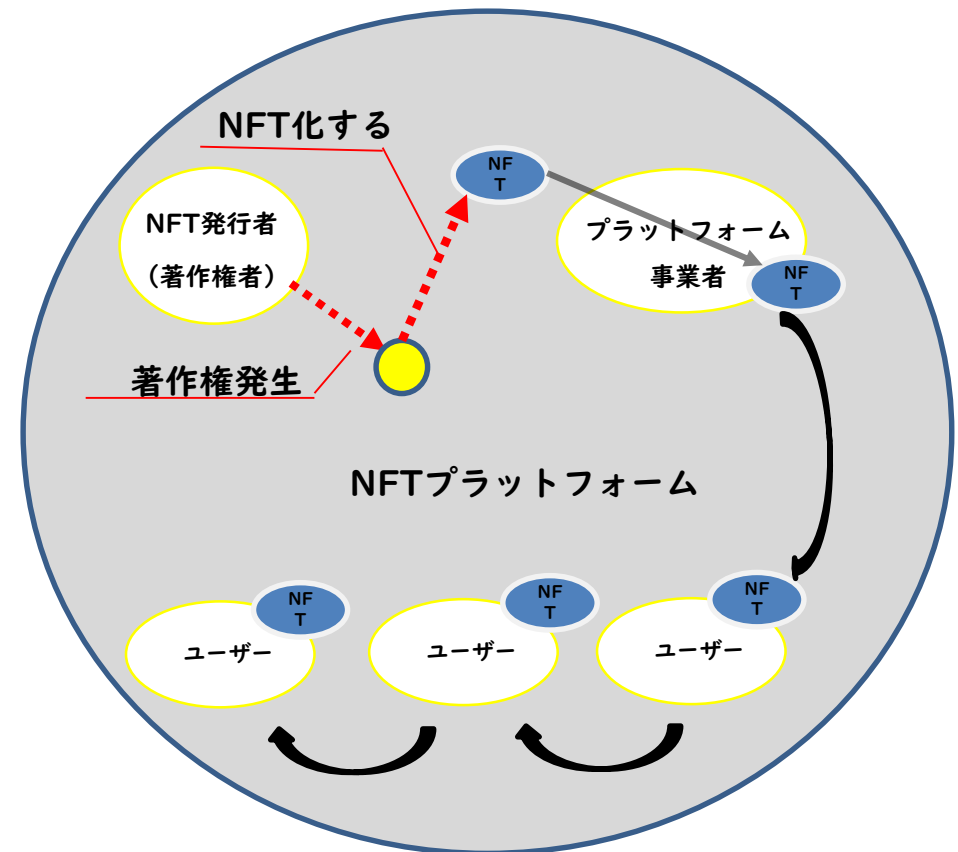 NFT化する
NF
T
NFT発行者
（著作権者）
プラットフォーム
事業者
NF
T
著作権発生
NFTプラットフォーム
NF
T
ユーザー
NF
T
ユーザー
NF
T
ユーザー